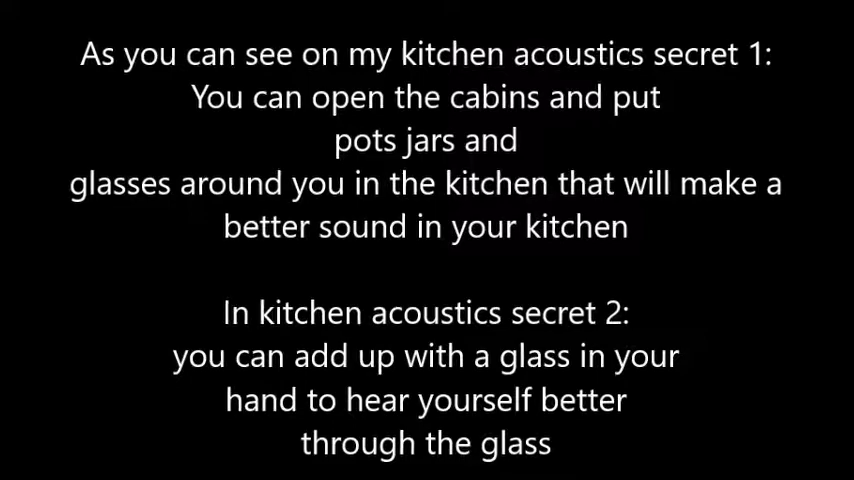 As you can see on my kitchen acoustics secret 1:
You can open the cabins and put
pots jars and
glasses around you in the kitchen that will make a
better sound in your kitchen
In kitchen acoustics secret 2:
you can add up with a glass in your
hand to hear yourself better
through the glass